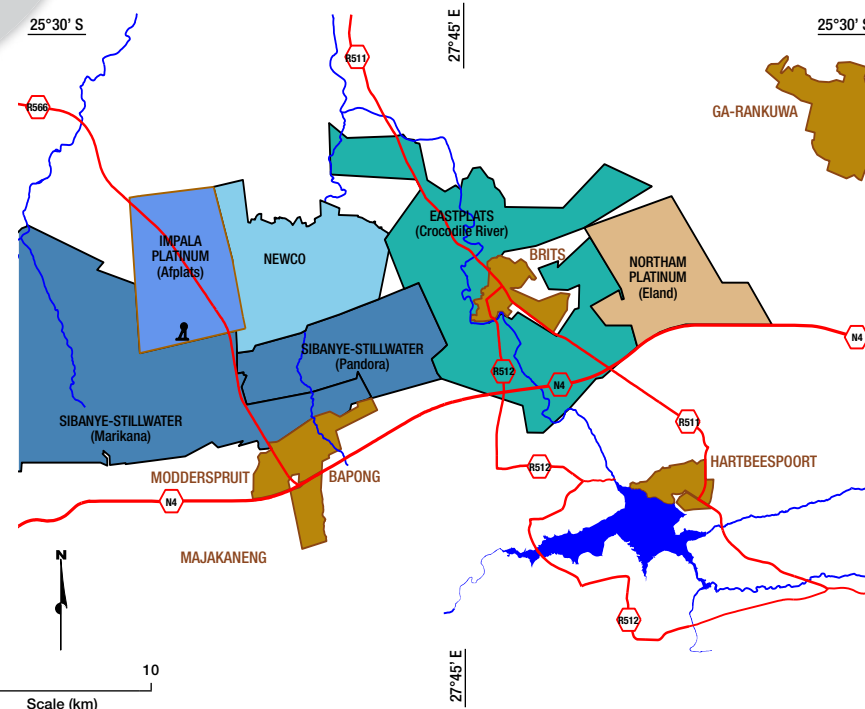 25°30' S
27°45' E
25°30' S
R511
R566
GA-RANKUWA
EASTPLATS
(Crocodile River)
IMPALA
PLATINUM
(Afplats)
NEWCO
BRITS
NORTHAM
PLATINUM
(Eland)
N4
SIBANYE-STILLWATER
(Pandora)
R512
N4
SIBANYE-STILLWATER
(Marikana)
R511
HARTBEESPOORT
R512
MODDERSPRUIT
BAPONG
N4
MAJAKANENG
N
R512
27°45' E
10
Scale (km)